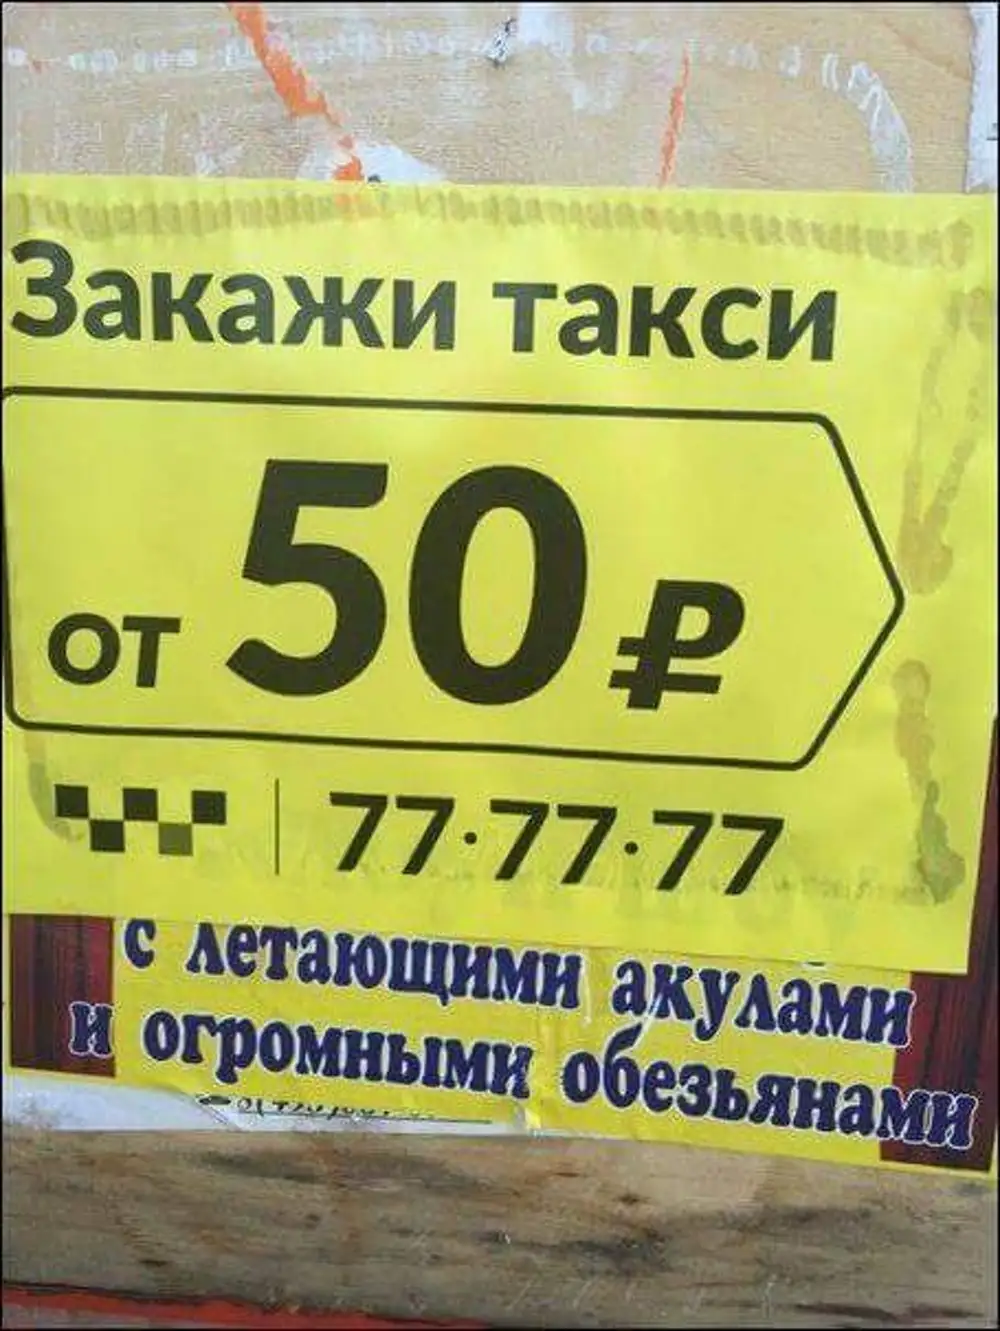 Закажи такси
от 50 ₽
77·77·77
с летающими акулами
и огромными обезьянами